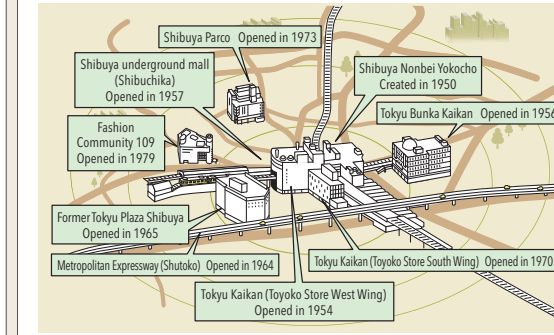 Shibuya Parco Opened in 1973
Shibuya underground mall
(Shibuchika)
Opened in 1957
Shibuya Nonbei Yokocho
Created in 1950
Tokyu Bunka Kaikan Opened in 1956
Fashion
Community 109
Opened in 1979
Former Tokyu Plaza Shibuya
Opened in 1965
Metropolitan Expressway (Shutoko) Opened in 1964
Tokyu Kaikan (Toyoko Store South Wing) Opened in 1970
Tokyu Kaikan (Toyoko Store West Wing)
Opened in 1954